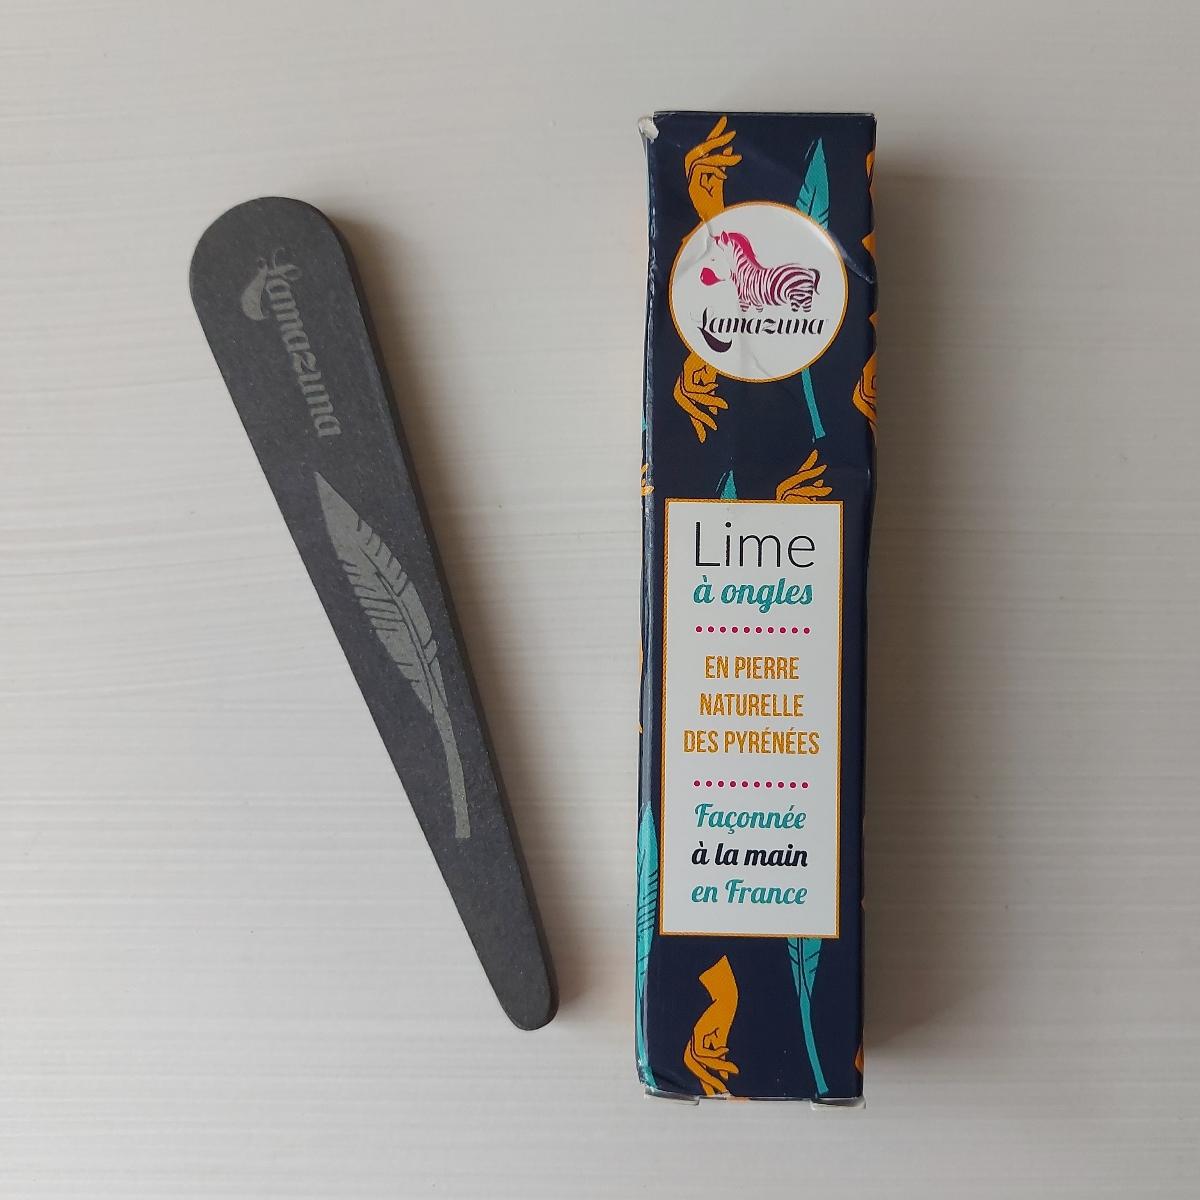 Lamazuna
Lamazuna
Lime
à ongles
EN PIERRE
NATURELLE
DES PYRÉNÉES
Façonnée
à la main
en France